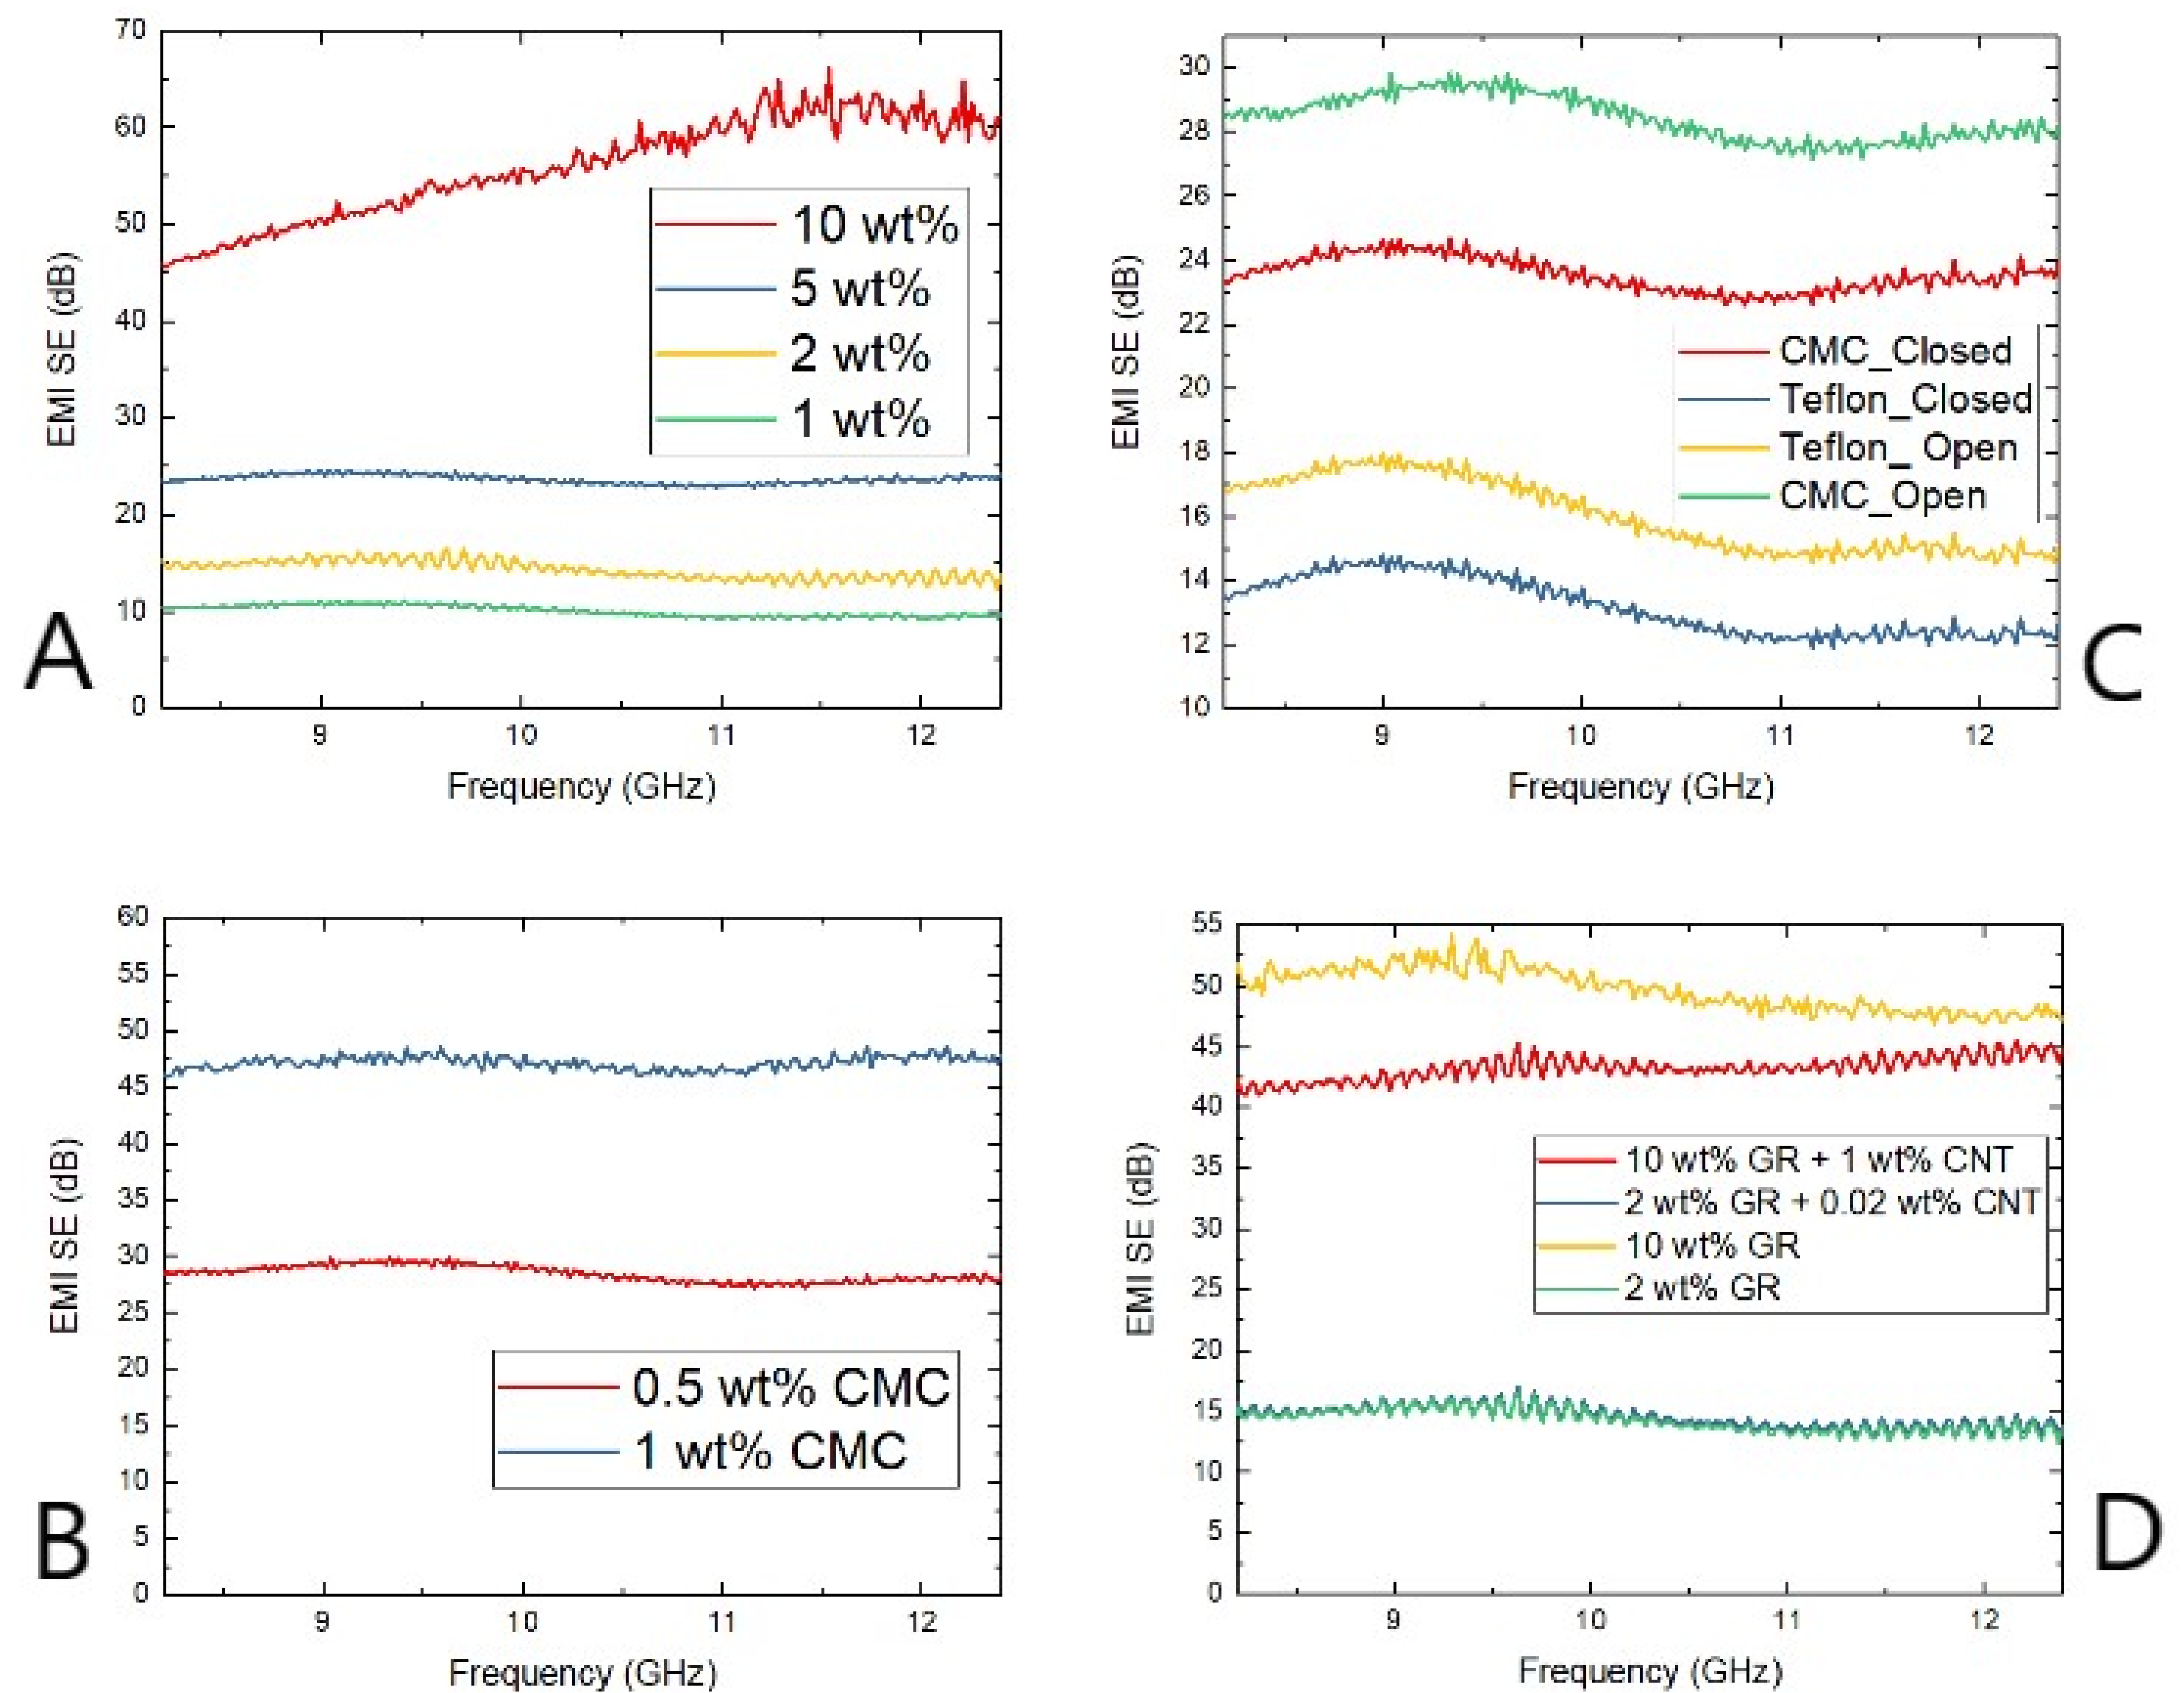 70
60
50
40
30
20
10
0
EMI SE (dB)
10 wt%
5 wt%
2 wt%
1 wt%
9 10 11 12
Frequency (GHz)
A
30
28
26
24
22
20
18
16
14
12
10
EMI SE (dB)
CMC_Closed
Teflon_Closed
Teflon_ Open
CMC_Open
9 10 11 12
Frequency (GHz)
C
60
55
50
45
40
35
30
25
20
15
10
5
0
EMI SE (dB)
0.5 wt% CMC
1 wt% CMC
9 10 11 12
Frequency (GHz)
B
55
50
45
40
35
30
25
20
15
10
5
0
EMI SE (dB)
10 wt% GR + 1 wt% CNT
2 wt% GR + 0.02 wt% CNT
10 wt% GR
2 wt% GR
9 10 11 12
Frequency (GHz)
D